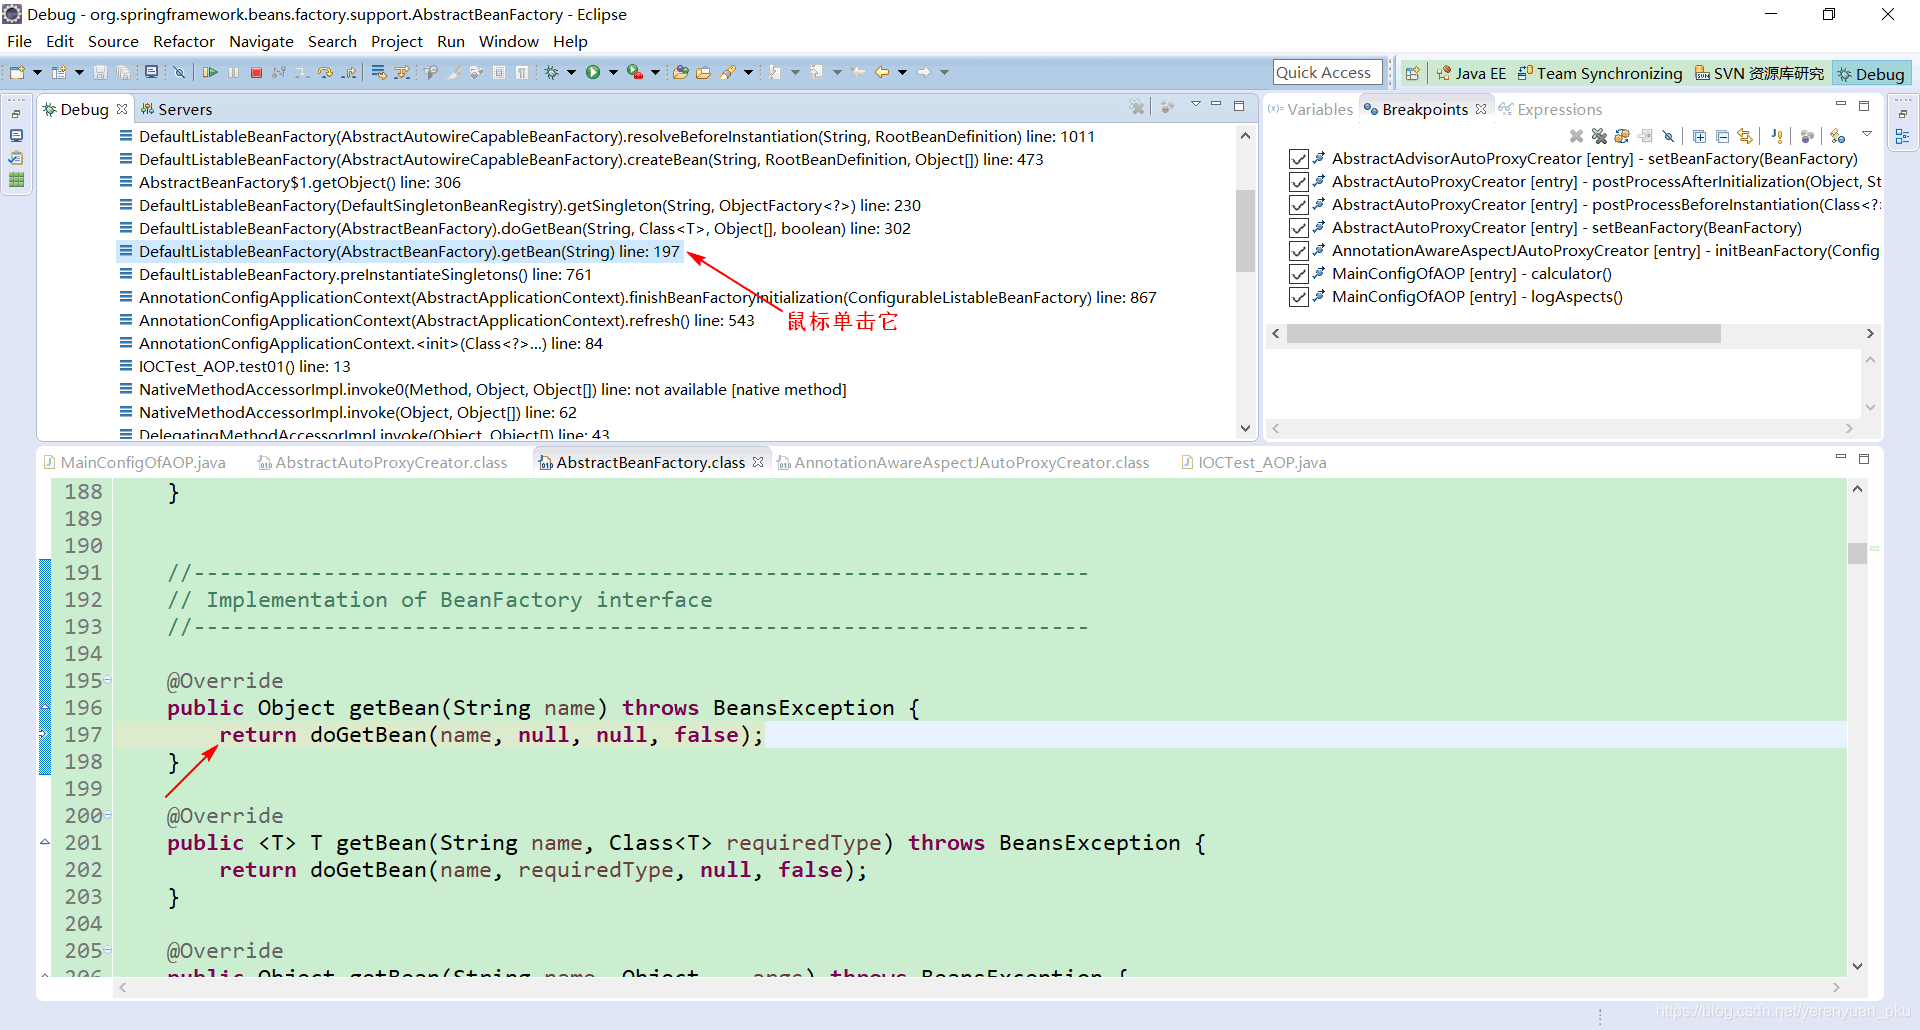 Debug - org.springframework.beans.factory.support.AbstractBeanFactory - Eclipse
File Edit Source Refactor Navigate Search Project Run Window Help
Quick Access
Java EE
Team Synchronizing
SVN 资源库研究
Debug
Debug
Servers
DefaultListableBeanFactory(AbstractAutowireCapableBeanFactory).resolveBeforeInstantiation(String, RootBeanDefinition) line: 1011
DefaultListableBeanFactory(AbstractAutowireCapableBeanFactory).createBean(String, RootBeanDefinition, Object[]) line: 473
AbstractBeanFactory$1.getObject() line: 306
DefaultListableBeanFactory(DefaultSingletonBeanRegistry).getSingleton(String, ObjectFactory<?>) line: 230
DefaultListableBeanFactory(AbstractBeanFactory).doGetBean(String, Class<T>, Object[], boolean) line: 302
DefaultListableBeanFactory(AbstractBeanFactory).getBean(String) line: 197
DefaultListableBeanFactory.preInstantiateSingletons() line: 761
AnnotationConfigApplicationContext(AbstractApplicationContext).finishBeanFactoryInitialization(ConfigurableListableBeanFactory) line: 867
AnnotationConfigApplicationContext(AbstractApplicationContext).refresh() line: 543
鼠标单击它
AnnotationConfigApplicationContext.<init>(Class<?>...) line: 84
IOCTest_AOP.test01() line: 13
NativeMethodAccessorImpl.invoke0(Method, Object, Object[]) line: not available [native method]
NativeMethodAccessorImpl.invoke(Object, Object[]) line: 62
DelegatingMethodAccessorImpl.invoke(Object, Object[]) line: 43
(x)= Variables
Breakpoints
Expressions
AbstractAdvisorAutoProxyCreator [entry] - setBeanFactory(BeanFactory)
AbstractAutoProxyCreator [entry] - postProcessAfterInitialization(Object, St
AbstractAutoProxyCreator [entry] - postProcessBeforeInstantiation(Class<?>
AbstractAutoProxyCreator [entry] - setBeanFactory(BeanFactory)
AnnotationAwareAspectJAutoProxyCreator [entry] - initBeanFactory(Config
MainConfigOfAOP [entry] - calculator()
MainConfigOfAOP [entry] - logAspects()
MainConfigOfAOP.java
AbstractAutoProxyCreator.class
AbstractBeanFactory.class
AnnotationAwareAspectJAutoProxyCreator.class
IOCTest_AOP.java
188 }
189
190
191 //---------------------------------------------------------------------
192 // Implementation of BeanFactory interface
193 //---------------------------------------------------------------------
194
195 @Override
196 public Object getBean(String name) throws BeansException {
197 return doGetBean(name, null, null, false);
198 }
199
200 @Override
201 public <T> T getBean(String name, Class<T> requiredType) throws BeansException {
202 return doGetBean(name, requiredType, null, false);
203 }
204
205 @Override
206 public Object getBean(String name, Object... args) throws BeansException {
https://blog.csdn.net/yerenyuan_pku